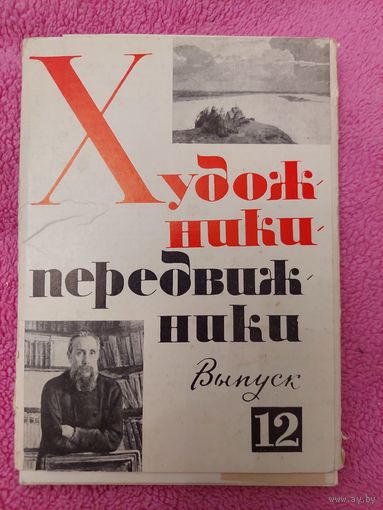 Худож-
ники-
передвиж-
ники
Выпуск
12
www.ay.by